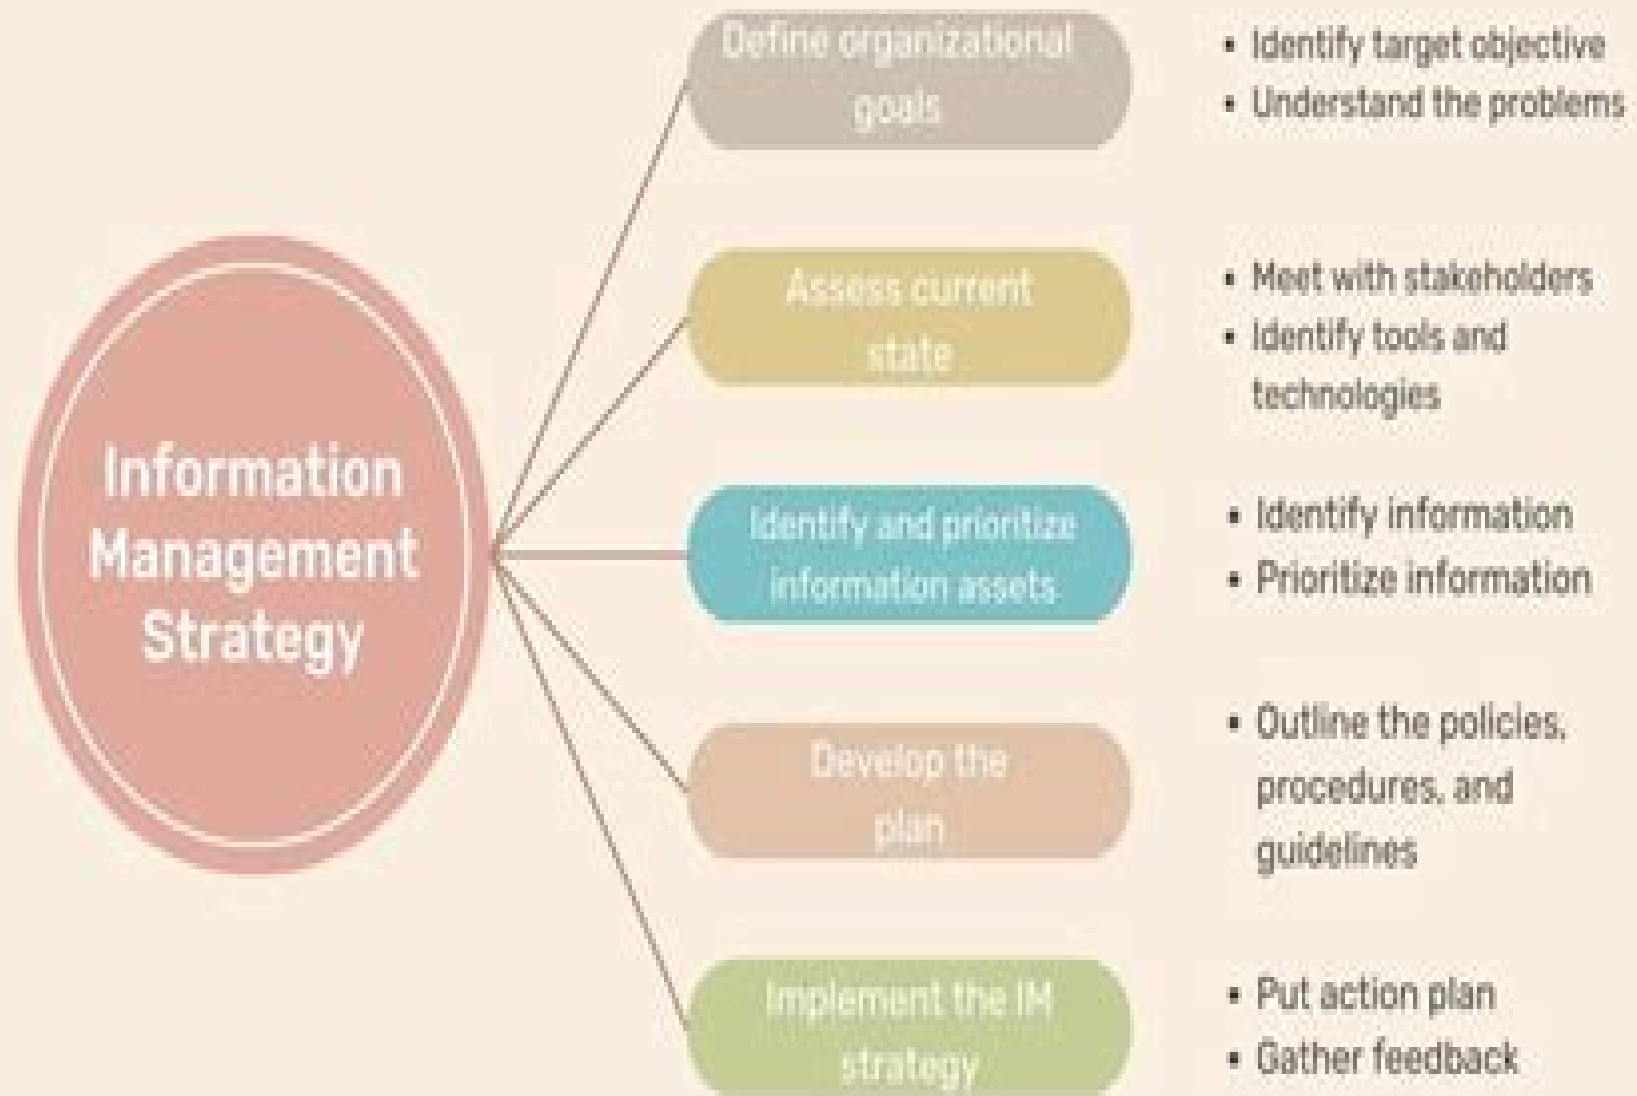 Information
Management
Strategy
Define organizational
goals
• Identify target objective
• Understand the problems
Assess current
state
• Meet with stakeholders
• Identify tools and
technologies
Identify and prioritize
information assets
• Identify information
• Prioritize information
Develop the
plan
• Outline the policies,
procedures, and
guidelines
Implement the IM
strategy
• Put action plan
• Gather feedback